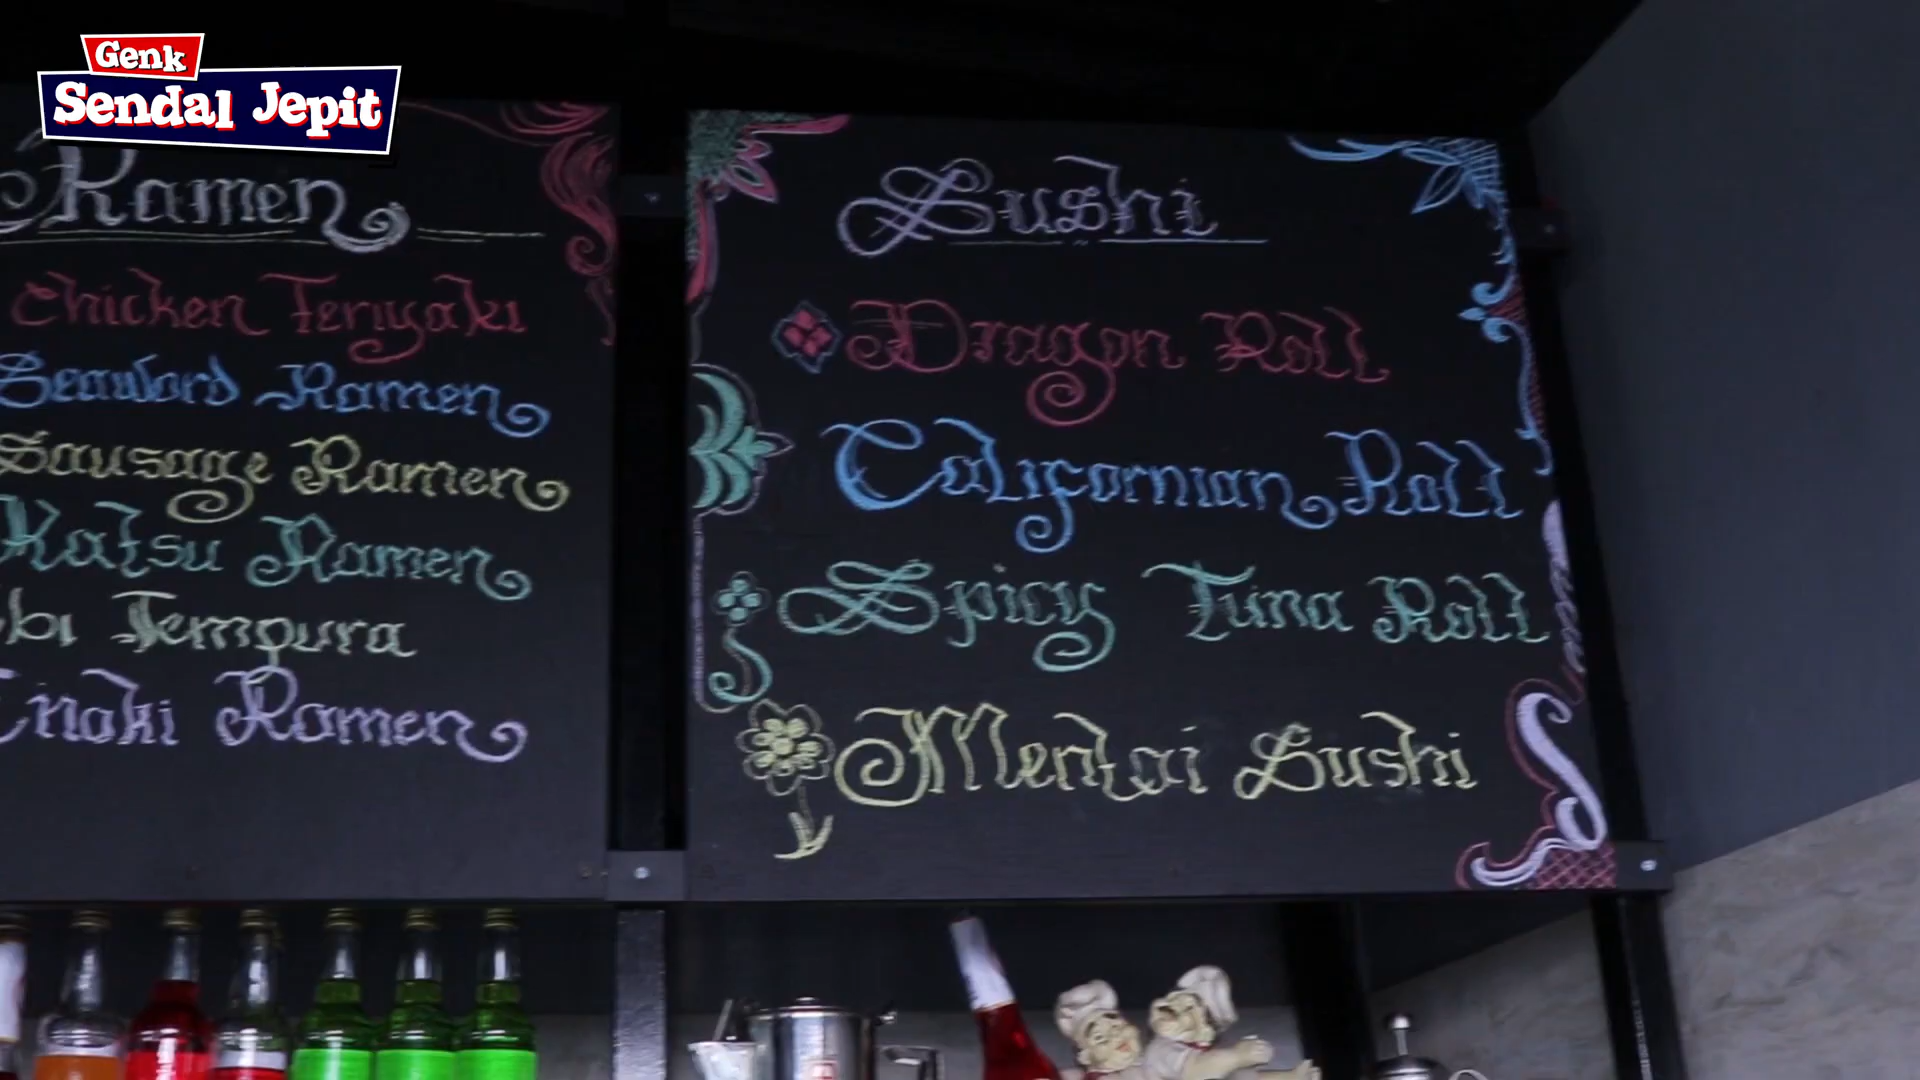 Genk
Sendal Jepit
Ramen
Chicken Teriyaki
Ramen
Sausage Ramen
Katsu Ramen
Tempura
Ramen
Sushi
Dragon Roll
Californian Roll
Spicy Tuna Roll
Mentai Sushi